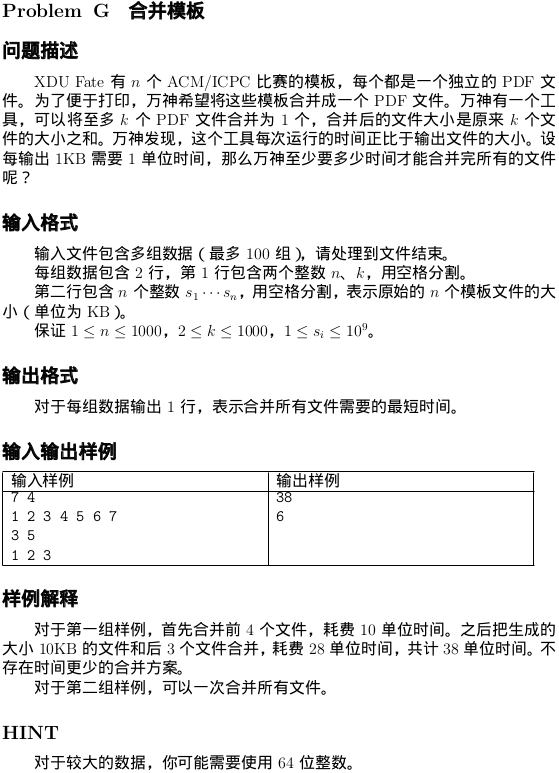 Problem G 合并模板
问题描述
XDU Fate 有 n 个 ACM/ICPC 比赛的模板，每个都是一个独立的 PDF 文
件。为了便于打印，万神希望将这些模板合并成一个 PDF 文件。万神有一个工
具，可以将至多 k 个 PDF 文件合并为 1 个，合并后的文件大小是原来 k 个文
件的大小之和。万神发现，这个工具每次运行的时间正比于输出文件的大小。设
每输出 1KB 需要 1 单位时间，那么万神至少要多少时间才能合并完所有的文件
呢？
输入格式
输入文件包含多组数据（最多 100 组），请处理到文件结束。
每组数据包含 2 行，第 1 行包含两个整数 n、k，用空格分割。
第二行包含 n 个整数 s₁ ⋯ sₙ，用空格分割，表示原始的 n 个模板文件的大
小（单位为 KB）。
保证 1 ≤ n ≤ 1000，2 ≤ k ≤ 1000，1 ≤ sᵢ ≤ 10⁹。
输出格式
对于每组数据输出 1 行，表示合并所有文件需要的最短时间。
输入输出样例
输入样例 输出样例
7 4 38
1 2 3 4 5 6 7 6
3 5
1 2 3
样例解释
对于第一组样例，首先合并前 4 个文件，耗费 10 单位时间。之后把生成的
大小 10KB 的文件和后 3 个文件合并，耗费 28 单位时间，共计 38 单位时间。不
存在时间更少的合并方案。
对于第二组样例，可以一次合并所有文件。
HINT
对于较大的数据，你可能需要使用 64 位整数。